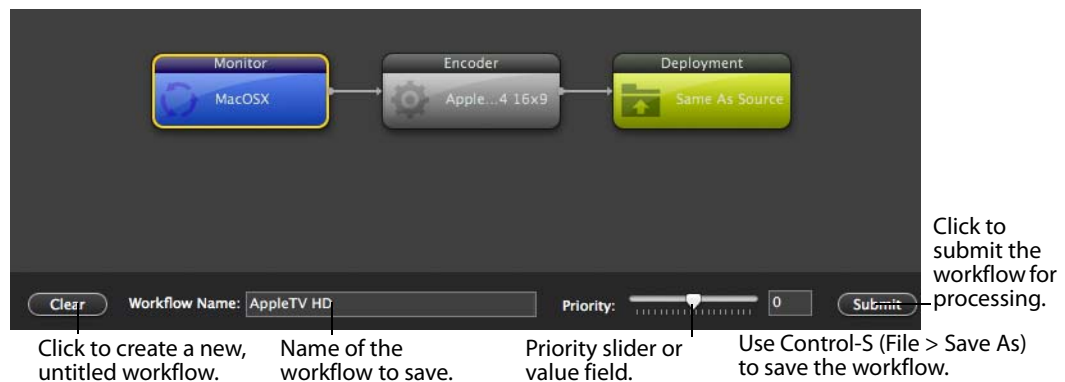 Monitor
MacOSX
Encoder
Apple...4 16x9
Deployment
Same As Source
Clear
Workflow Name: AppleTV HD
Priority:
0
Submit
Click to
submit the
workflow for
processing.
Click to create a new,
untitled workflow.
Name of the
workflow to save.
Priority slider or
value field.
Use Control-S (File > Save As)
to save the workflow.